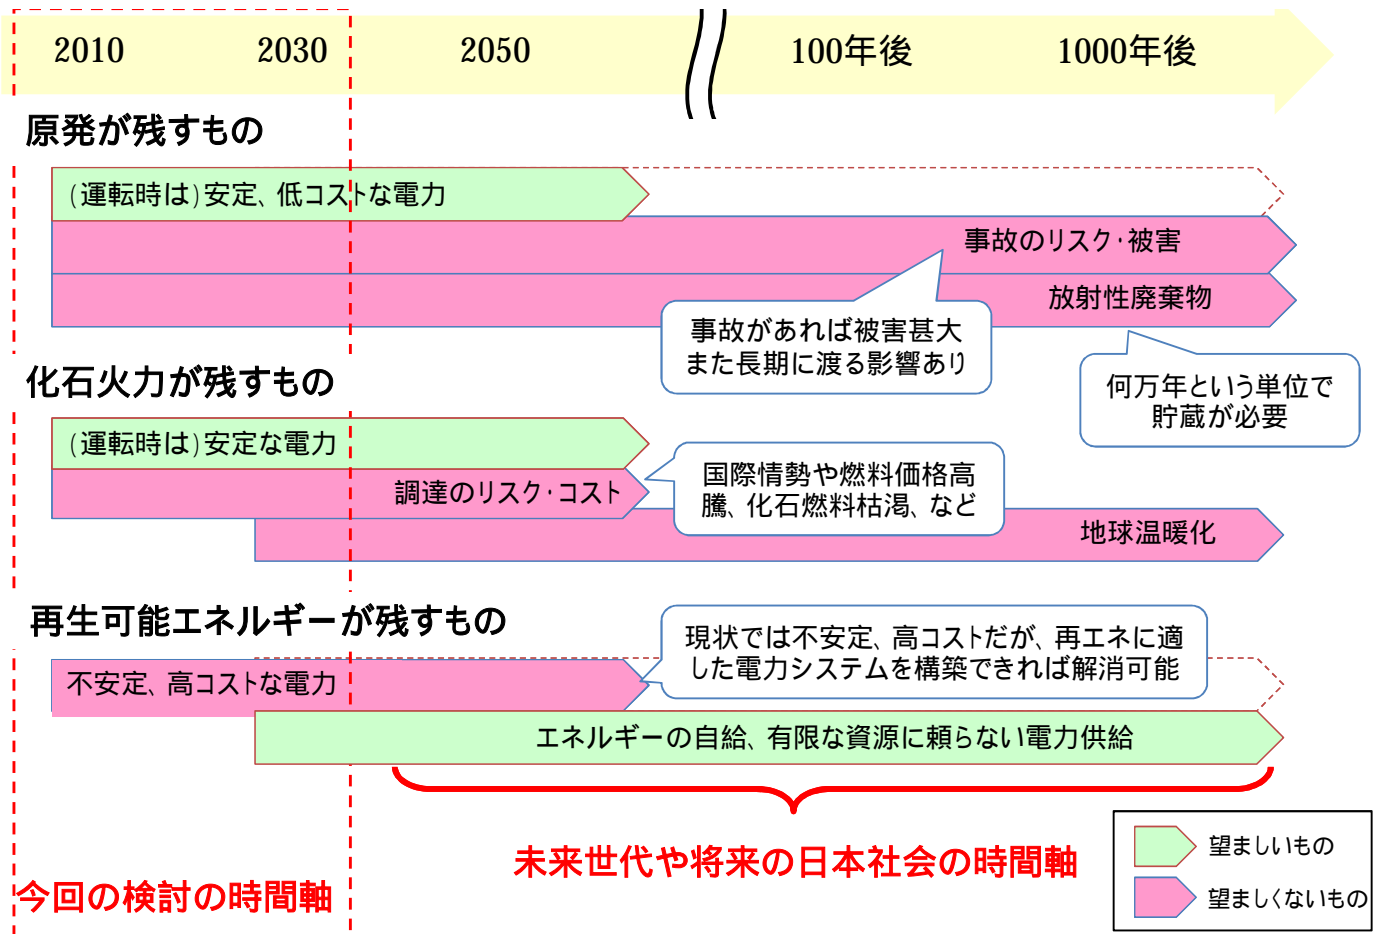 2010 2030 2050 100年後 1000年後
原発が残すもの
(運転時は)安定、低コストな電力
事故のリスク・被害
放射性廃棄物
事故があれば被害甚大
また長期に渡る影響あり
何万年という単位で
貯蔵が必要
化石火力が残すもの
(運転時は)安定な電力
調達のリスク・コスト
国際情勢や燃料価格高
騰、化石燃料枯渇、など
地球温暖化
再生可能エネルギーが残すもの
現状では不安定、高コストだが、再エネに適
した電力システムを構築できれば解消可能
不安定、高コストな電力
エネルギーの自給、有限な資源に頼らない電力供給
未来世代や将来の日本社会の時間軸
今回の検討の時間軸
望ましいもの
望ましくないもの